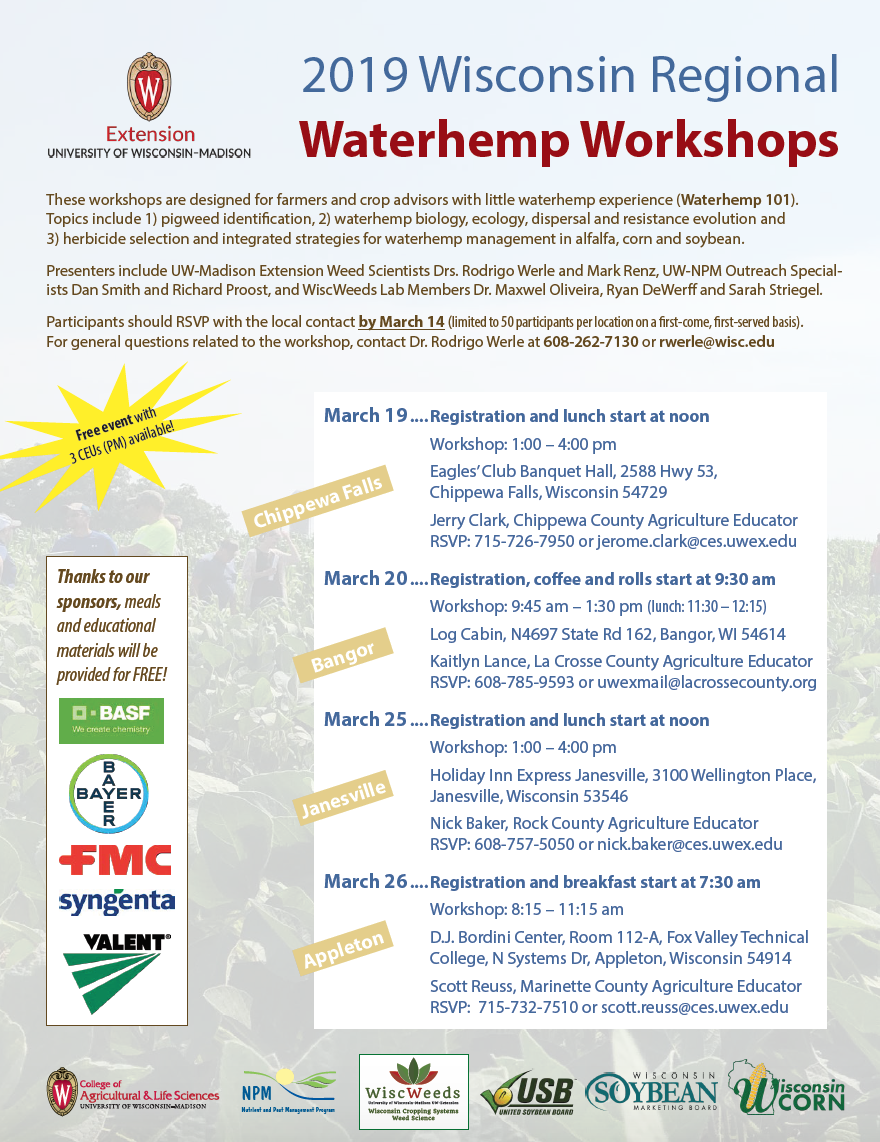 2019 Wisconsin Regional
Waterhemp Workshops
W
Extension
UNIVERSITY OF WISCONSIN-MADISON
These workshops are designed for farmers and crop advisors with little waterhemp experience (Waterhemp 101).
Topics include 1) pigweed identification, 2) waterhemp biology, ecology, dispersal and resistance evolution and
3) herbicide selection and integrated strategies for waterhemp management in alfalfa, corn and soybean.
Presenters include UW-Madison Extension Weed Scientists Drs. Rodrigo Werle and Mark Renz, UW-NPM Outreach Special-
ists Dan Smith and Richard Proost, and WiscWeeds Lab Members Dr. Maxwel Oliveira, Ryan DeWerff and Sarah Striegel.
Participants should RSVP with the local contact by March 14 (limited to 50 participants per location on a first-come, first-served basis).
For general questions related to the workshop, contact Dr. Rodrigo Werle at 608-262-7130 or rwerle@wisc.edu
Free event with
3 CEUs (PM) available!
March 19 .... Registration and lunch start at noon
Workshop: 1:00 – 4:00 pm
Chippewa Falls
Eagles' Club Banquet Hall, 2588 Hwy 53,
Chippewa Falls, Wisconsin 54729
Jerry Clark, Chippewa County Agriculture Educator
RSVP: 715-726-7950 or jerome.clark@ces.uwex.edu
March 20 .... Registration, coffee and rolls start at 9:30 am
Workshop: 9:45 am – 1:30 pm (lunch: 11:30 – 12:15)
Bangor
Log Cabin, N4697 State Rd 162, Bangor, WI 54614
Kaitlyn Lance, La Crosse County Agriculture Educator
RSVP: 608-785-9593 or uwexmail@lacrossecounty.org
March 25 .... Registration and lunch start at noon
Workshop: 1:00 – 4:00 pm
Janesville
Holiday Inn Express Janesville, 3100 Wellington Place,
Janesville, Wisconsin 53546
Nick Baker, Rock County Agriculture Educator
RSVP: 608-757-5050 or nick.baker@ces.uwex.edu
March 26 .... Registration and breakfast start at 7:30 am
Workshop: 8:15 – 11:15 am
Appleton
D.J. Bordini Center, Room 112-A, Fox Valley Technical
College, N Systems Dr, Appleton, Wisconsin 54914
Scott Reuss, Marinette County Agriculture Educator
RSVP: 715-732-7510 or scott.reuss@ces.uwex.edu
Thanks to our
sponsors, meals
and educational
materials will be
provided for FREE!
BASF
We create chemistry
BAYER
BAYER
FMC
syngenta
VALENT®
W
College of
Agricultural & Life Sciences
UNIVERSITY OF WISCONSIN–MADISON
NPM
Nutrient and Pest Management Program
WiscWeeds
University of Wisconsin-Madison UW-Extension
Wisconsin Cropping Systems
Weed Science
USB
UNITED SOYBEAN BOARD
WISCONSIN
SOYBEAN
MARKETING BOARD
Wisconsin
CORN